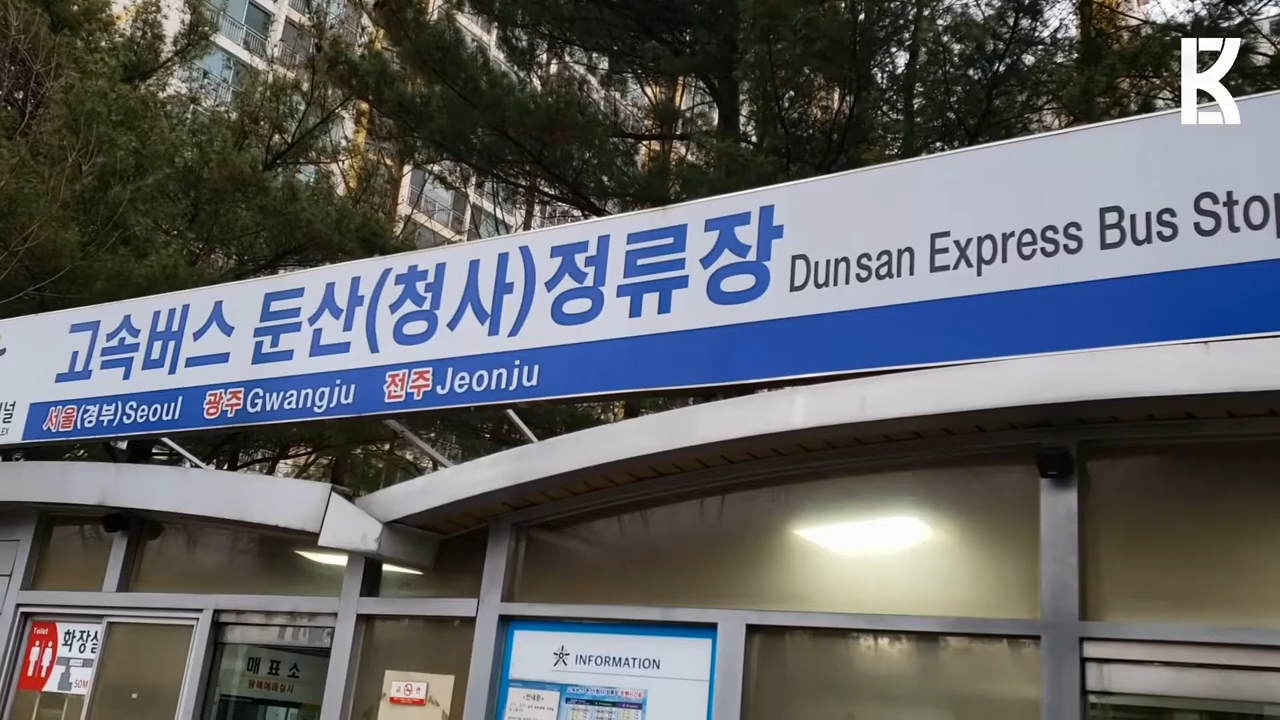 고속버스 둔산(청사)정류장 Dunsan Express Bus Stop
서울(경부)Seoul 광주Gwangju 전주Jeonju
Toilet
화장실
50M
매표소
INFORMATION